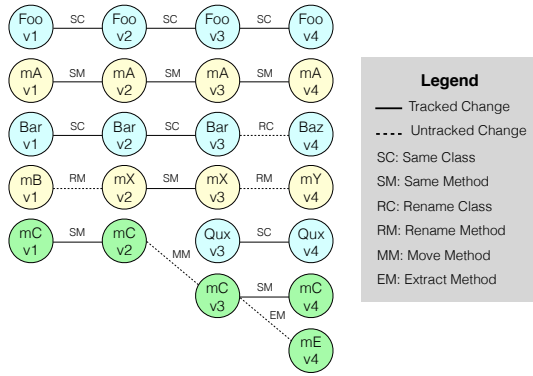 Foo SC Foo SC Foo SC Foo
v1 v2 v3 v4
mA SM mA SM mA SM mA
v1 v2 v3 v4
Bar SC Bar SC Bar RC Baz
v1 v2 v3 v4
mB RM mX SM mX RM mY
v1 v2 v3 v4
mC SM mC Qux SC Qux
v1 v2 v3 v4
MM
mC SM mC
v3 v4
EM
mE
v4
Legend
Tracked Change
Untracked Change
SC: Same Class
SM: Same Method
RC: Rename Class
RM: Rename Method
MM: Move Method
EM: Extract Method